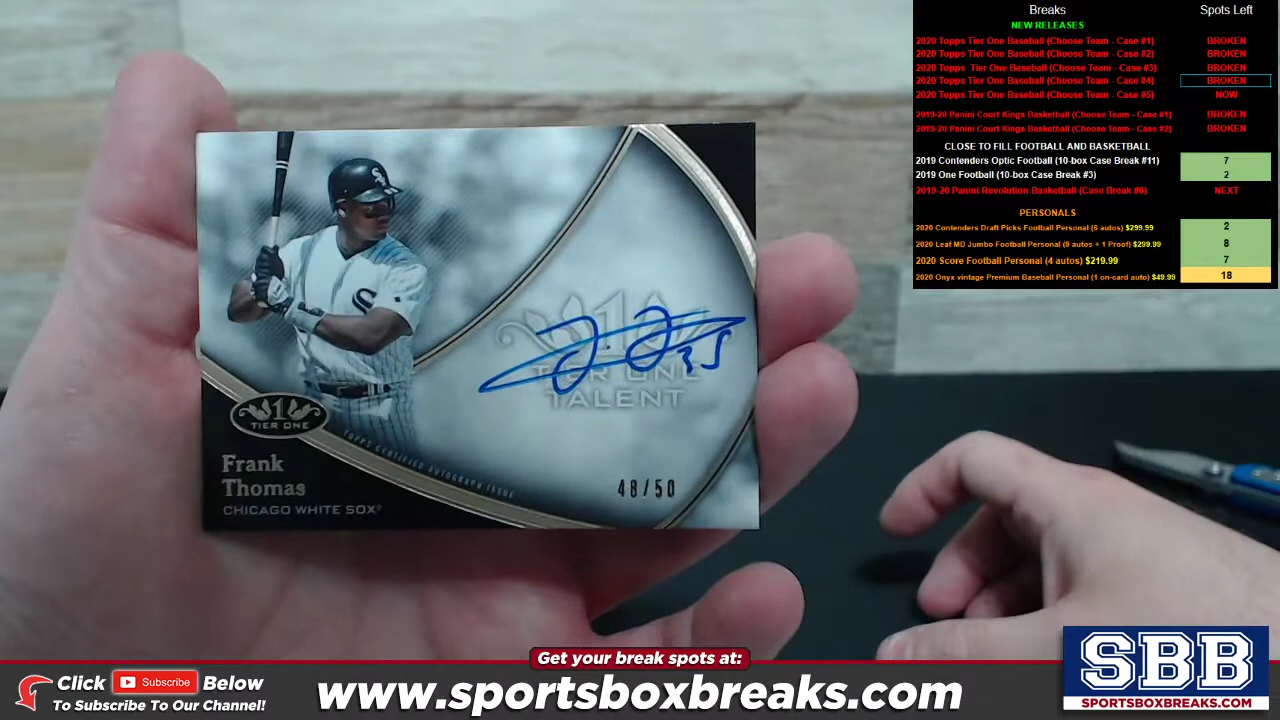 Breaks Spots Left
NEW RELEASES
2020 Topps Tier One Baseball (Choose Team - Case #1) BROKEN
2020 Topps Tier One Baseball (Choose Team - Case #2) BROKEN
2020 Topps Tier One Baseball (Choose Team - Case #3) BROKEN
2020 Topps Tier One Baseball (Choose Team - Case #4) BROKEN
2020 Topps Tier One Baseball (Choose Team - Case #5) NOW
2019-20 Panini Court Kings Basketball (Choose Team - Case #1) BROKEN
2019-20 Panini Court Kings Basketball (Choose Team - Case #2) BROKEN
CLOSE TO FILL FOOTBALL AND BASKETBALL
2019 Contenders Optic Football (10-box Case Break #11) 7
2019 One Football (10-box Case Break #3) 2
2019-20 Panini Revolution Basketball (Case Break #6) NEXT
PERSONALS
2020 Contenders Draft Picks Football Personal (6 autos) $299.99 2
2020 Leaf MD Jumbo Football Personal (9 autos + 1 Proof) $299.99 8
2020 Score Football Personal (4 autos) $219.99 7
2020 Onyx vintage Premium Baseball Personal (1 on-card auto) $49.99 18
SOX
S
1
35
TIER ONE
TALENT
1
TIER ONE
TOPPS CERTIFIED AUTOGRAPH ISSUE
Frank
Thomas
CHICAGO WHITE SOX®
48/50
Get your break spots at:
Click Subscribe Below
To Subscribe To Our Channel!
www.sportsboxbreaks.com
SBB
SPORTSBOXBREAKS.COM